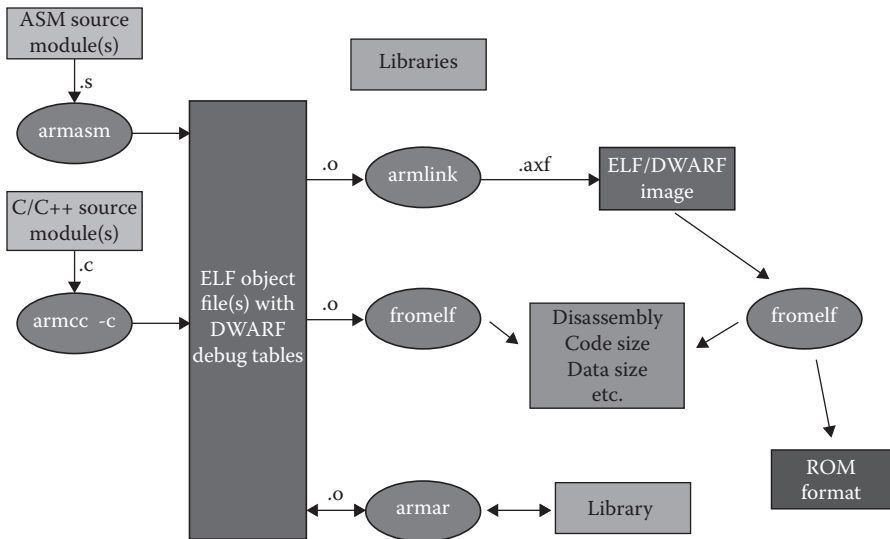 ASM source
module(s)
.s
armasm
C/C++ source
module(s)
.c
armcc -c
ELF object
file(s) with
DWARF
debug tables
Libraries
.o
armlink
.axf
ELF/DWARF
image
.o
fromelf
Disassembly
Code size
Data size
etc.
fromelf
ROM
format
.o
armar
Library